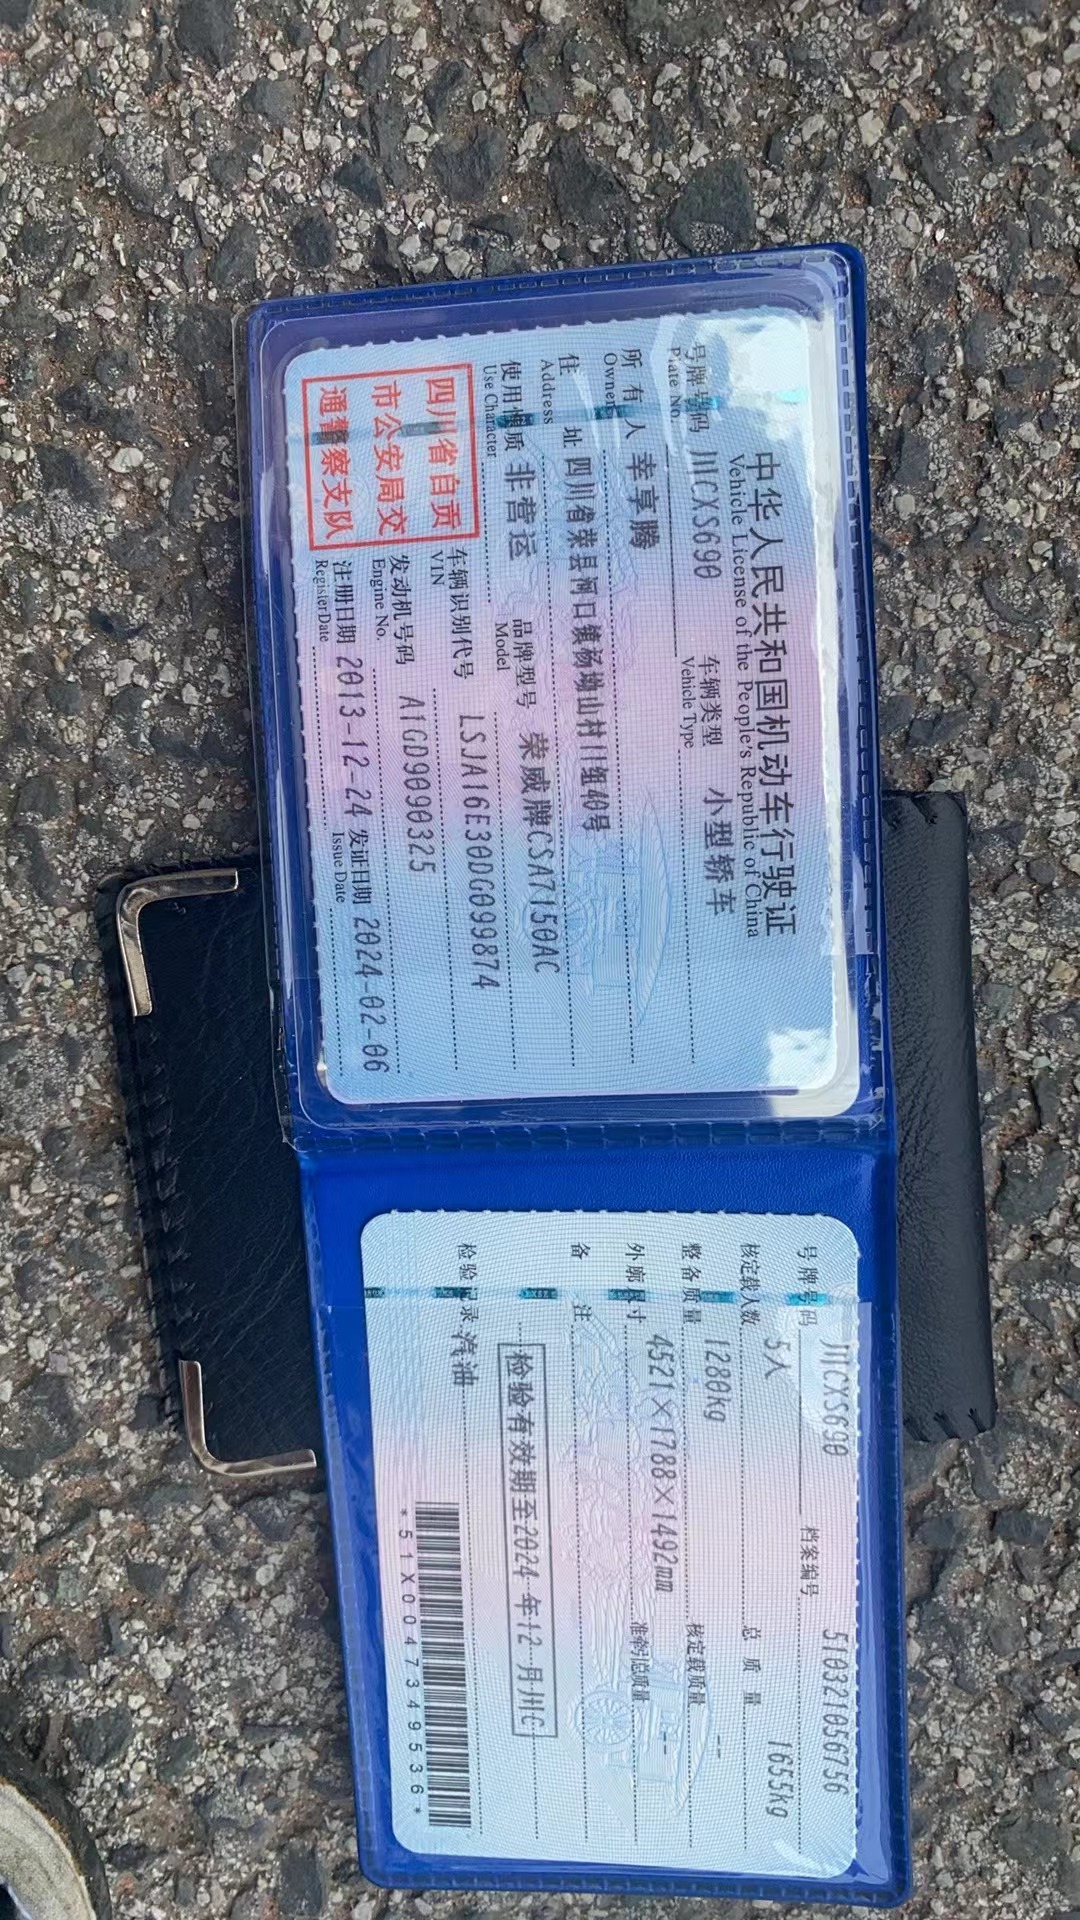 中华人民共和国机动车行驶证
Vehicle License of the People's Republic of China
号牌号码 川CXS690 车辆类型 小型轿车
Plate No. Vehicle Type
所有人 幸享腾
Owner
住址 四川省荣县河口镇杨坳山村11组40号
Address
使用性质 非营运 品牌型号 荣威牌CSA7150AC
Use Character Model
四川省自贡
市公安局交
通警察支队
车辆识别代号 LSJA16E30DG099874
VIN
发动机号码 A1GD9090325
Engine No.
注册日期 2013-12-24 发证日期 2024-02-06
Register Date Issue Date
号牌号码 川CXS690 档案编号 510321056756
核定载人数 5人 总质量 1655kg
整备质量 1280kg 核定载质量 --
外廓尺寸 4521×1788×1492mm 准牵引总质量 --
备注
检验有效期至2024年12月川C
检验记录 汽油
*51X0047349536*